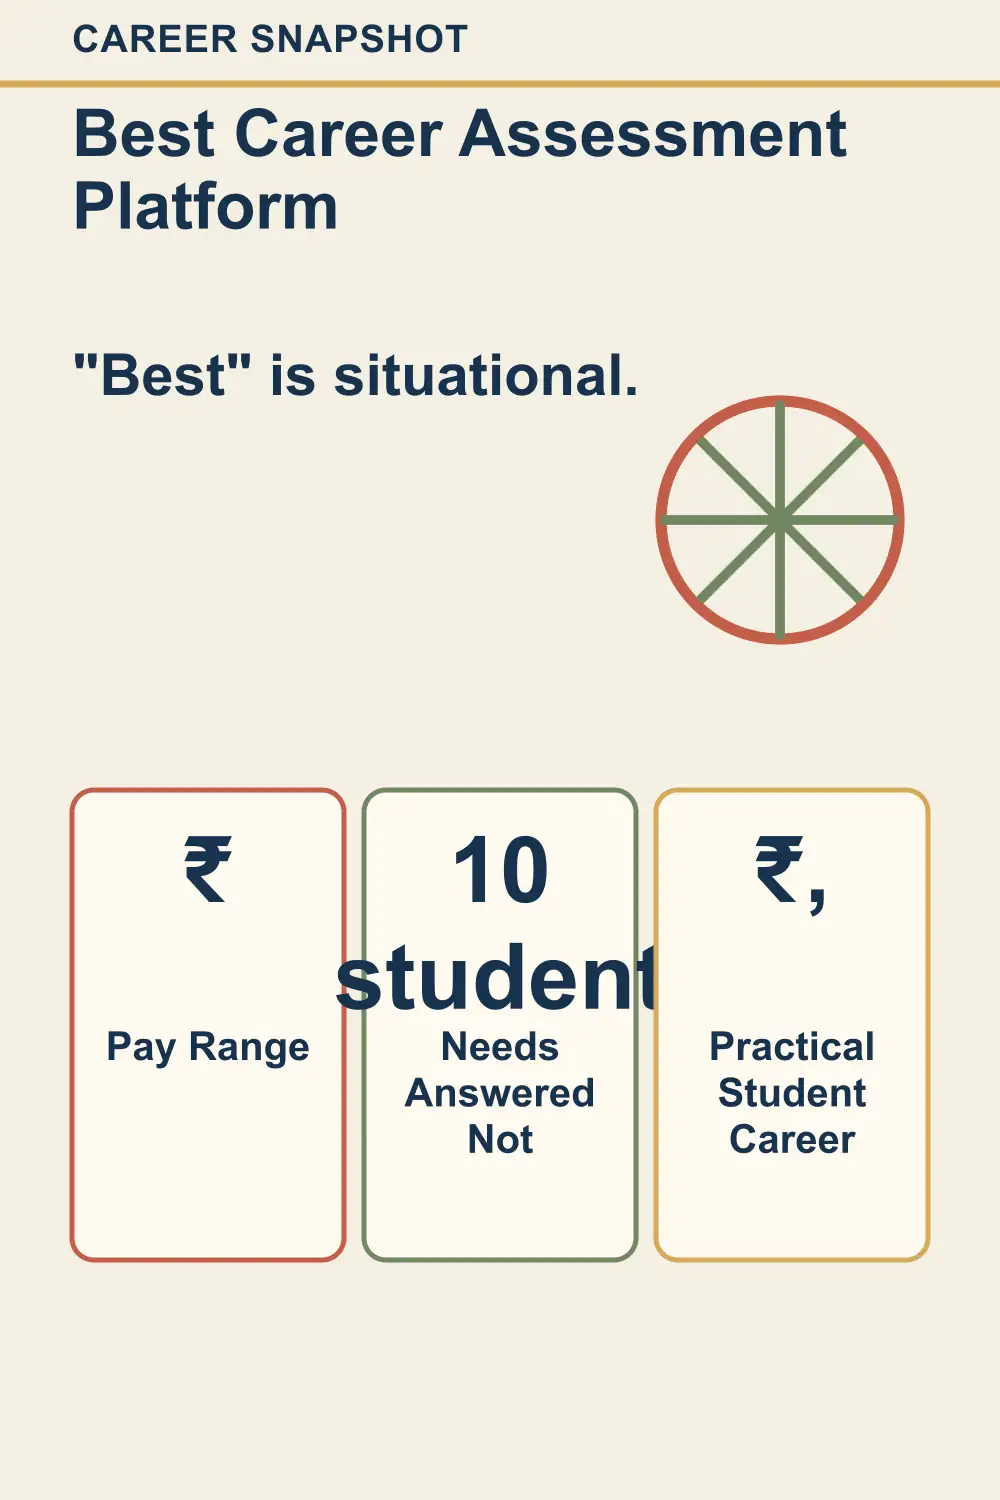 CAREER SNAPSHOT
Best Career Assessment
Platform
"Best" is situational.
₹
Pay Range
10
student
Needs
Answered
Not
₹,
Practical
Student
Career